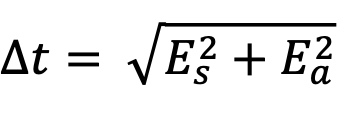 Δt = √(E_s^2 + E_a^2)